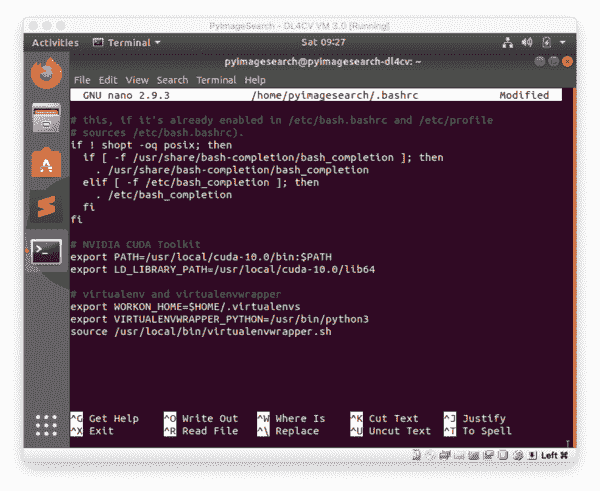 PyImageSearch - DL4CV VM 3.0 [Running]
Activities Terminal Sat 09:27
pyimagesearch@pyimagesearch-dl4cv: ~
File Edit View Search Terminal Help
GNU nano 2.9.3 /home/pyimagesearch/.bashrc Modified
# this, if it's already enabled in /etc/bash.bashrc and /etc/profile
# sources /etc/bash.bashrc).
if ! shopt -oq posix; then
if [ -f /usr/share/bash-completion/bash_completion ]; then
. /usr/share/bash-completion/bash_completion
elif [ -f /etc/bash_completion ]; then
. /etc/bash_completion
fi
fi
# NVIDIA CUDA Toolkit
export PATH=/usr/local/cuda-10.0/bin:$PATH
export LD_LIBRARY_PATH=/usr/local/cuda-10.0/lib64
# virtualenv and virtualenvwrapper
export WORKON_HOME=$HOME/.virtualenvs
export VIRTUALENVWRAPPER_PYTHON=/usr/bin/python3
source /usr/local/bin/virtualenvwrapper.sh
^G Get Help ^O Write Out ^W Where Is ^K Cut Text ^J Justify
^X Exit ^R Read File ^\ Replace ^U Uncut Text ^T To Spell
Left ⌘